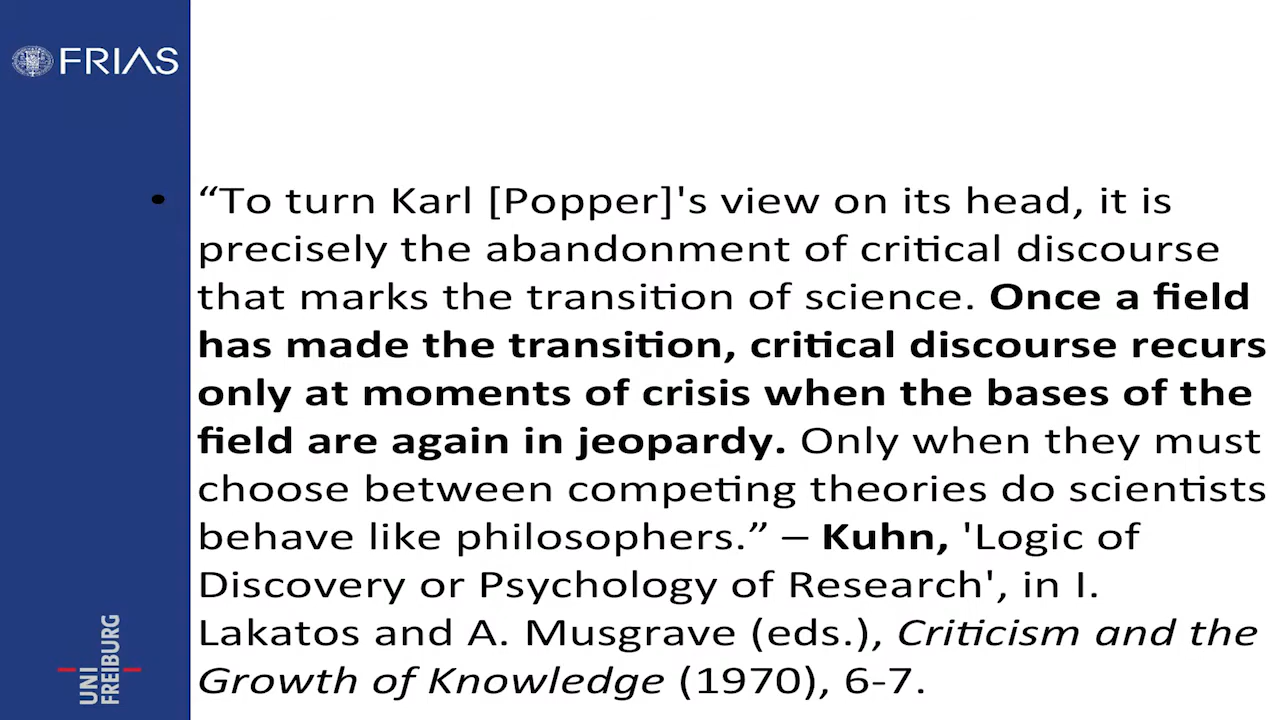 FRIAS
• “To turn Karl [Popper]'s view on its head, it is
precisely the abandonment of critical discourse
that marks the transition of science. Once a field
has made the transition, critical discourse recurs
only at moments of crisis when the bases of the
field are again in jeopardy. Only when they must
choose between competing theories do scientists
behave like philosophers.” – Kuhn, 'Logic of
Discovery or Psychology of Research', in I.
Lakatos and A. Musgrave (eds.), Criticism and the
Growth of Knowledge (1970), 6-7.
UNI
FREIBURG